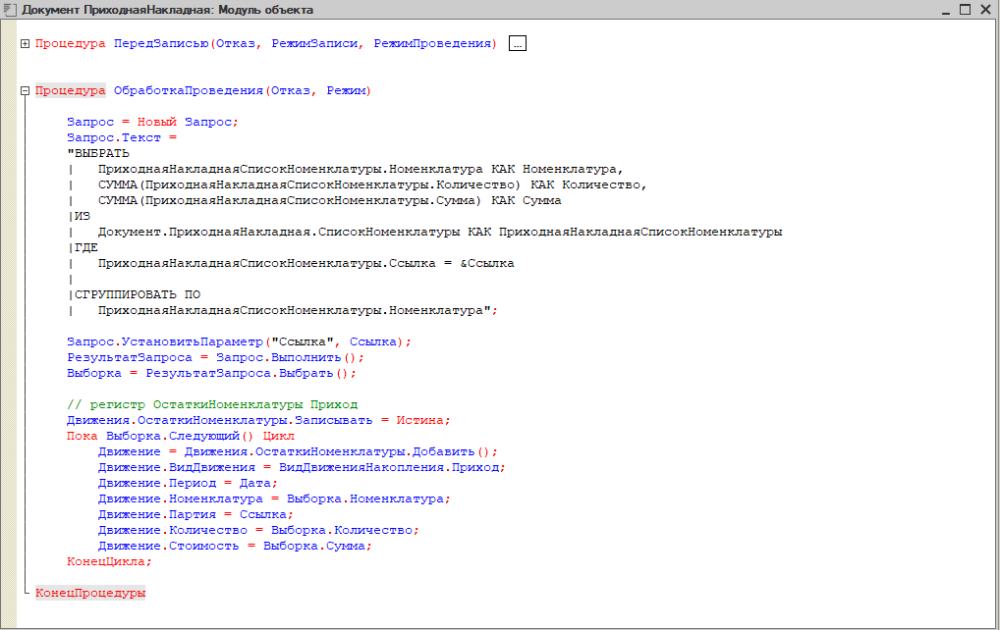 Документ ПриходнаяНакладная: Модуль объекта
Процедура ПередЗаписью(Отказ, РежимЗаписи, РежимПроведения) ...
Процедура ОбработкаПроведения(Отказ, Режим)
Запрос = Новый Запрос;
Запрос.Текст =
"ВЫБРАТЬ
|   ПриходнаяНакладнаяСписокНоменклатуры.Номенклатура КАК Номенклатура,
|   СУММА(ПриходнаяНакладнаяСписокНоменклатуры.Количество) КАК Количество,
|   СУММА(ПриходнаяНакладнаяСписокНоменклатуры.Сумма) КАК Сумма
|ИЗ
|   Документ.ПриходнаяНакладная.СписокНоменклатуры КАК ПриходнаяНакладнаяСписокНоменклатуры
|ГДЕ
|   ПриходнаяНакладнаяСписокНоменклатуры.Ссылка = &Ссылка
|
|СГРУППИРОВАТЬ ПО
|   ПриходнаяНакладнаяСписокНоменклатуры.Номенклатура";
Запрос.УстановитьПараметр("Ссылка", Ссылка);
РезультатЗапроса = Запрос.Выполнить();
Выборка = РезультатЗапроса.Выбрать();
// регистр ОстаткиНоменклатуры Приход
Движения.ОстаткиНоменклатуры.Записывать = Истина;
Пока Выборка.Следующий() Цикл
Движение = Движения.ОстаткиНоменклатуры.Добавить();
Движение.ВидДвижения = ВидДвиженияНакопления.Приход;
Движение.Период = Дата;
Движение.Номенклатура = Выборка.Номенклатура;
Движение.Партия = Ссылка;
Движение.Количество = Выборка.Количество;
Движение.Стоимость = Выборка.Сумма;
КонецЦикла;
КонецПроцедуры